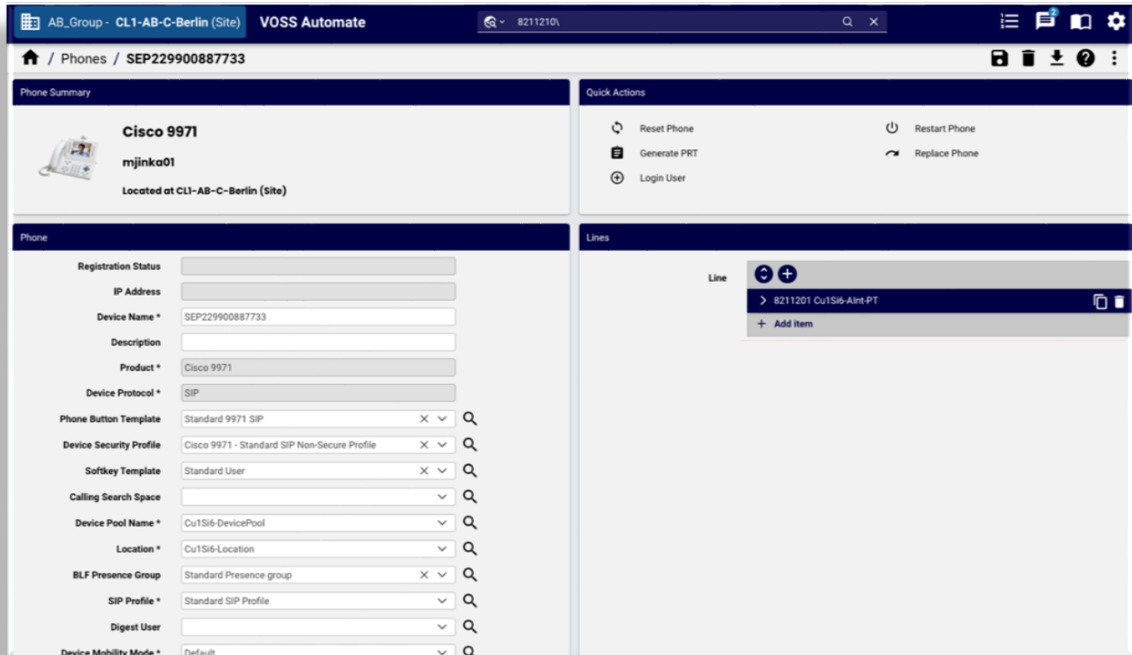 AB_Group - CL1-AB-C-Berlin (Site) VOSS Automate 8211210\ 2
/ Phones / SEP229900887733
Phone Summary
Cisco 9971
mjinka01
Located at CL1-AB-C-Berlin (Site)
Quick Actions
Reset Phone Restart Phone
Generate PRT Replace Phone
Login User
Phone
Registration Status
IP Address
Device Name * SEP229900887733
Description
Product * Cisco 9971
Device Protocol * SIP
Phone Button Template Standard 9971 SIP
Device Security Profile Cisco 9971 - Standard SIP Non-Secure Profile
Softkey Template Standard User
Calling Search Space
Device Pool Name * Cu1Si6-DevicePool
Location * Cu1Si6-Location
BLF Presence Group Standard Presence group
SIP Profile * Standard SIP Profile
Digest User
Device Mobility Mode * Default
Lines
Line
8211201 Cu1Si6-AInt-PT
+ Add item